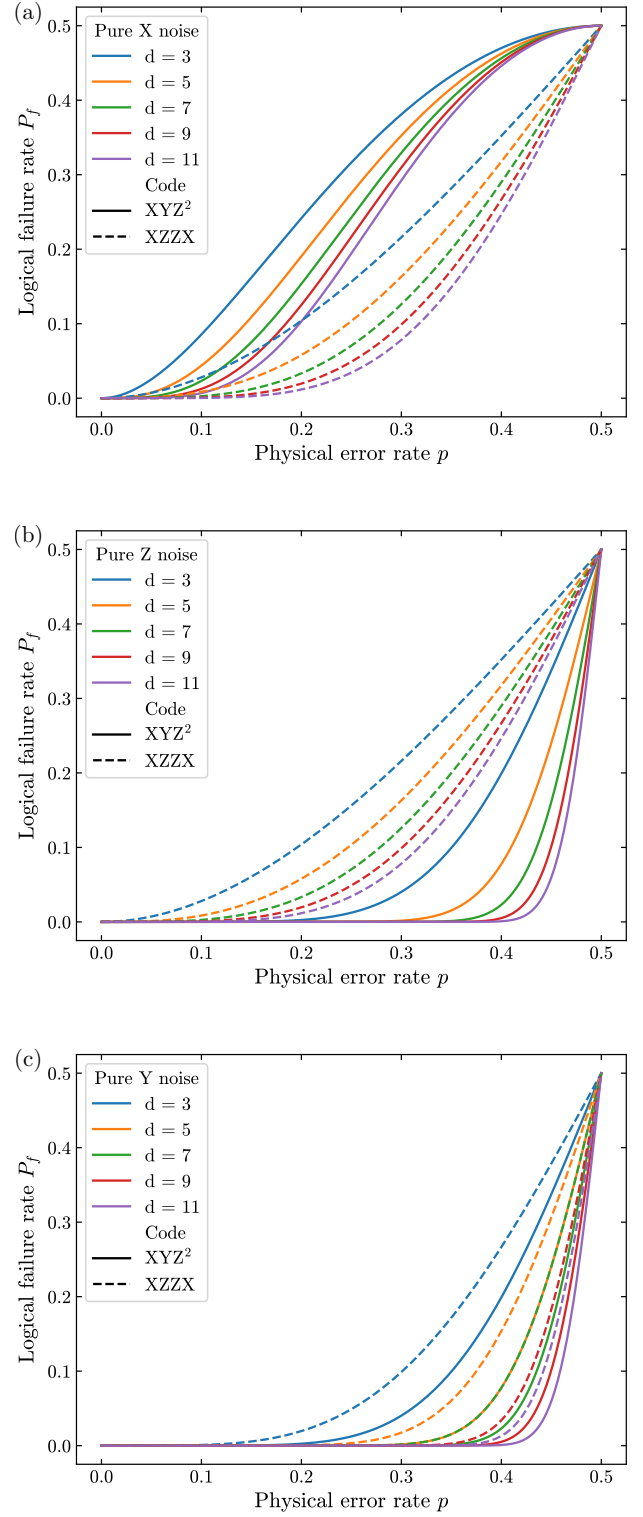 (a)
Pure X noise
d = 3
d = 5
d = 7
d = 9
d = 11
Code
XYZ²
XZZX
Logical failure rate P_f
0.5
0.4
0.3
0.2
0.1
0.0
0.0 0.1 0.2 0.3 0.4 0.5
Physical error rate p
(b)
Pure Z noise
d = 3
d = 5
d = 7
d = 9
d = 11
Code
XYZ²
XZZX
Logical failure rate P_f
0.5
0.4
0.3
0.2
0.1
0.0
0.0 0.1 0.2 0.3 0.4 0.5
Physical error rate p
(c)
Pure Y noise
d = 3
d = 5
d = 7
d = 9
d = 11
Code
XYZ²
XZZX
Logical failure rate P_f
0.5
0.4
0.3
0.2
0.1
0.0
0.0 0.1 0.2 0.3 0.4 0.5
Physical error rate p